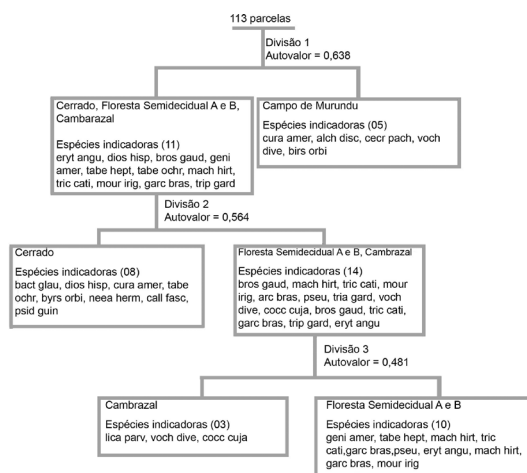 113 parcelas
Divisão 1
Autovalor = 0,638
Cerrado, Floresta Semidecidual A e B,
Cambarazal
Espécies indicadoras (11)
eryt angu, dios hisp, bros gaud, geni
amer, tabe hept, tabe ochr, mach hirt,
tric cati, mour irig, garc bras, trip gard
Campo de Murundu
Espécies indicadoras (05)
cura amer, alch disc, cecr pach, voch
dive, birs orbi
Divisão 2
Autovalor = 0,564
Cerrado
Espécies indicadoras (08)
bact glau, dios hisp, cura amer, tabe
ochr, byrs orbi, neea herm, call fasc,
psid guin
Floresta Semidecidual A e B, Cambrazal
Espécies indicadoras (14)
bros gaud, mach hirt, tric cati, mour
irig, arc bras, pseu, tria gard, voch
dive, cocc cuja, bros gaud, tric cati,
garc bras, trip gard, eryt angu
Divisão 3
Autovalor = 0,481
Cambrazal
Espécies indicadoras (03)
lica parv, voch dive, cocc cuja
Floresta Semidecidual A e B
Espécies indicadoras (10)
geni amer, tabe hept, mach hirt, tric
cati,garc bras,pseu, eryt angu, mach hirt,
garc bras, mour irig